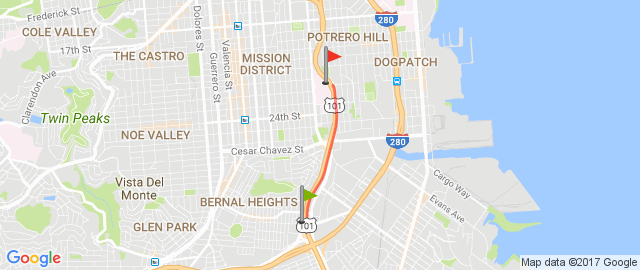 Frederick St
COLE VALLEY
17th St
THE CASTRO
Dolores St
Guerrero St
Valencia St
MISSION
DISTRICT
POTRERO HILL
280
DOGPATCH
Clarendon Ave
Twin Peaks
NOE VALLEY
24th St
101
Cesar Chavez St
280
Cargo Way
Evans Ave
Vista Del
Monte
BERNAL HEIGHTS
GLEN PARK
101
Google
Map data ©2017 Google